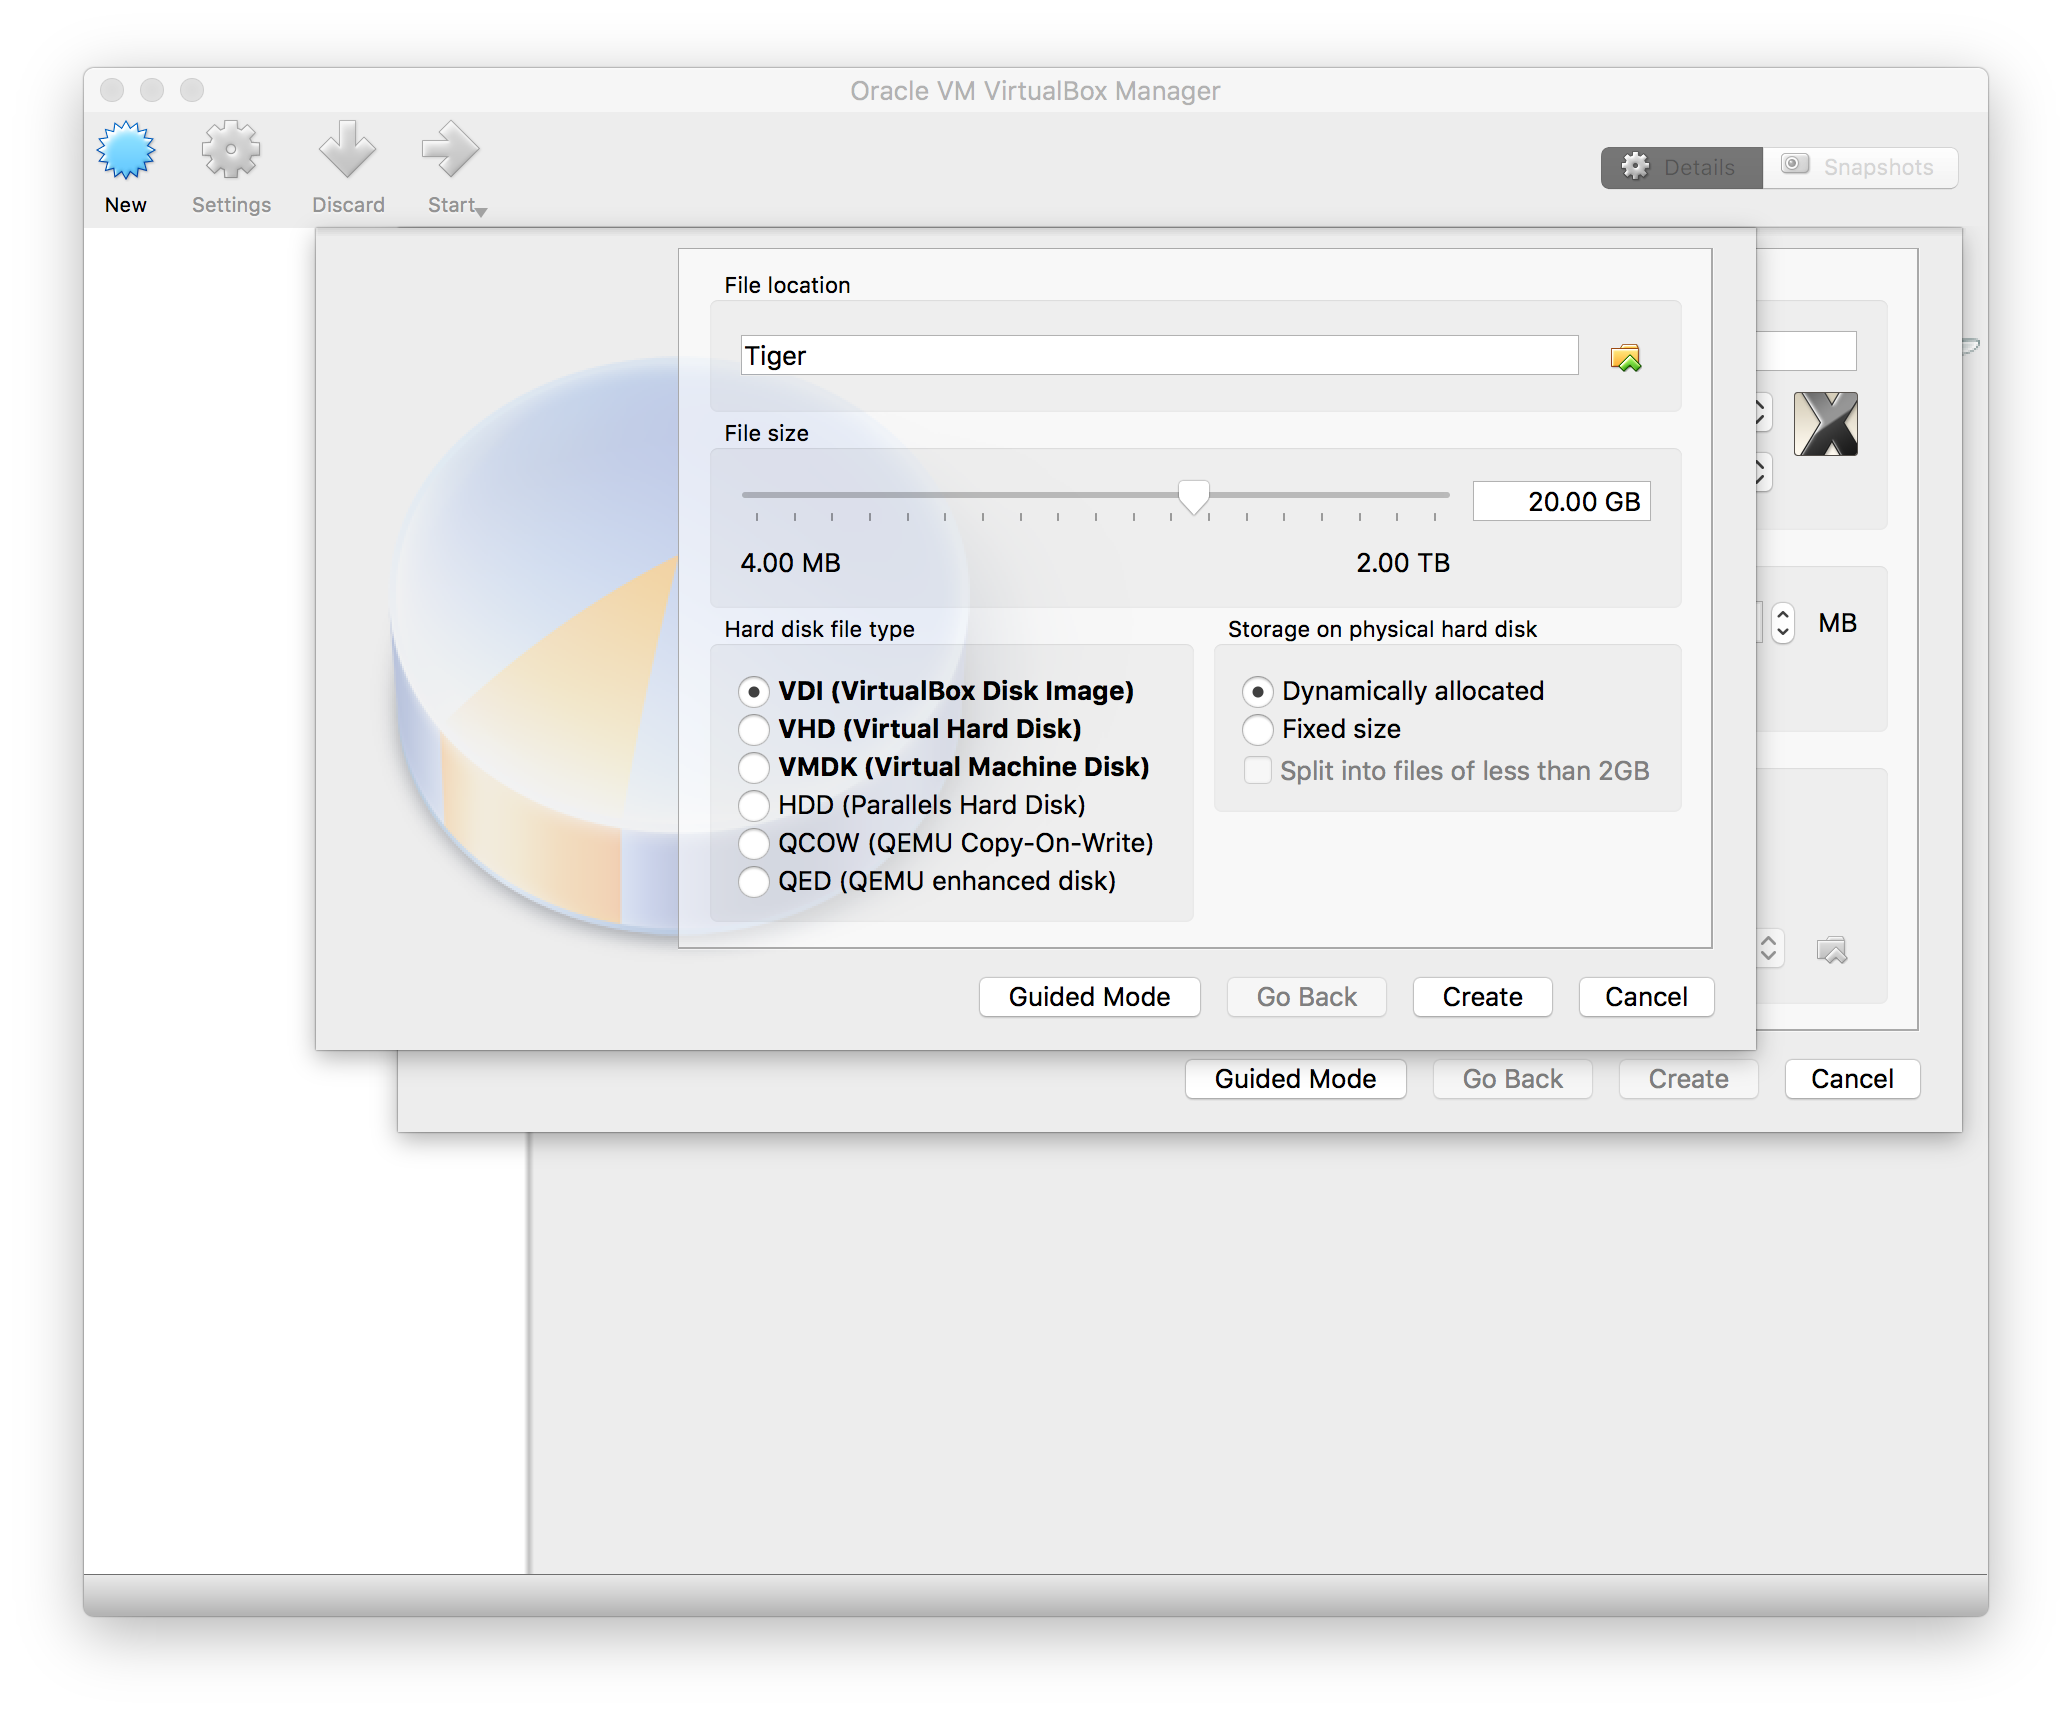 Oracle VM VirtualBox Manager
New
Settings
Discard
Start
Details
Snapshots
File location
Tiger
File size
20.00 GB
4.00 MB
2.00 TB
Hard disk file type
VDI (VirtualBox Disk Image)
VHD (Virtual Hard Disk)
VMDK (Virtual Machine Disk)
HDD (Parallels Hard Disk)
QCOW (QEMU Copy-On-Write)
QED (QEMU enhanced disk)
Storage on physical hard disk
Dynamically allocated
Fixed size
Split into files of less than 2GB
MB
Guided Mode
Go Back
Create
Cancel
Guided Mode
Go Back
Create
Cancel